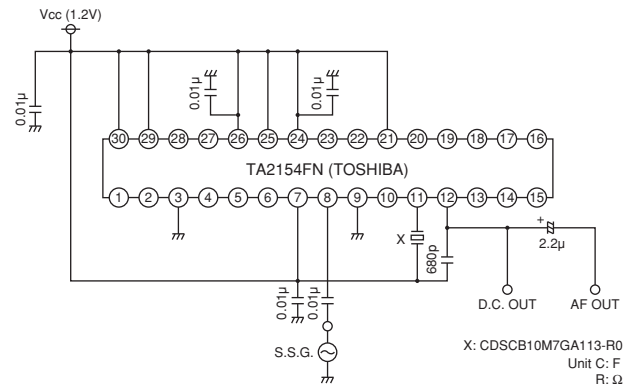 Vcc (1.2V)
0.01μ
0.01μ
0.01μ
30 29 28 27 26 25 24 23 22 21 20 19 18 17 16
TA2154FN (TOSHIBA)
1 2 3 4 5 6 7 8 9 10 11 12 13 14 15
X
680p
+
2.2μ
0.01μ
0.01μ
D.C. OUT
AF OUT
S.S.G.
X: CDSCB10M7GA113-R0
Unit C: F
R: Ω